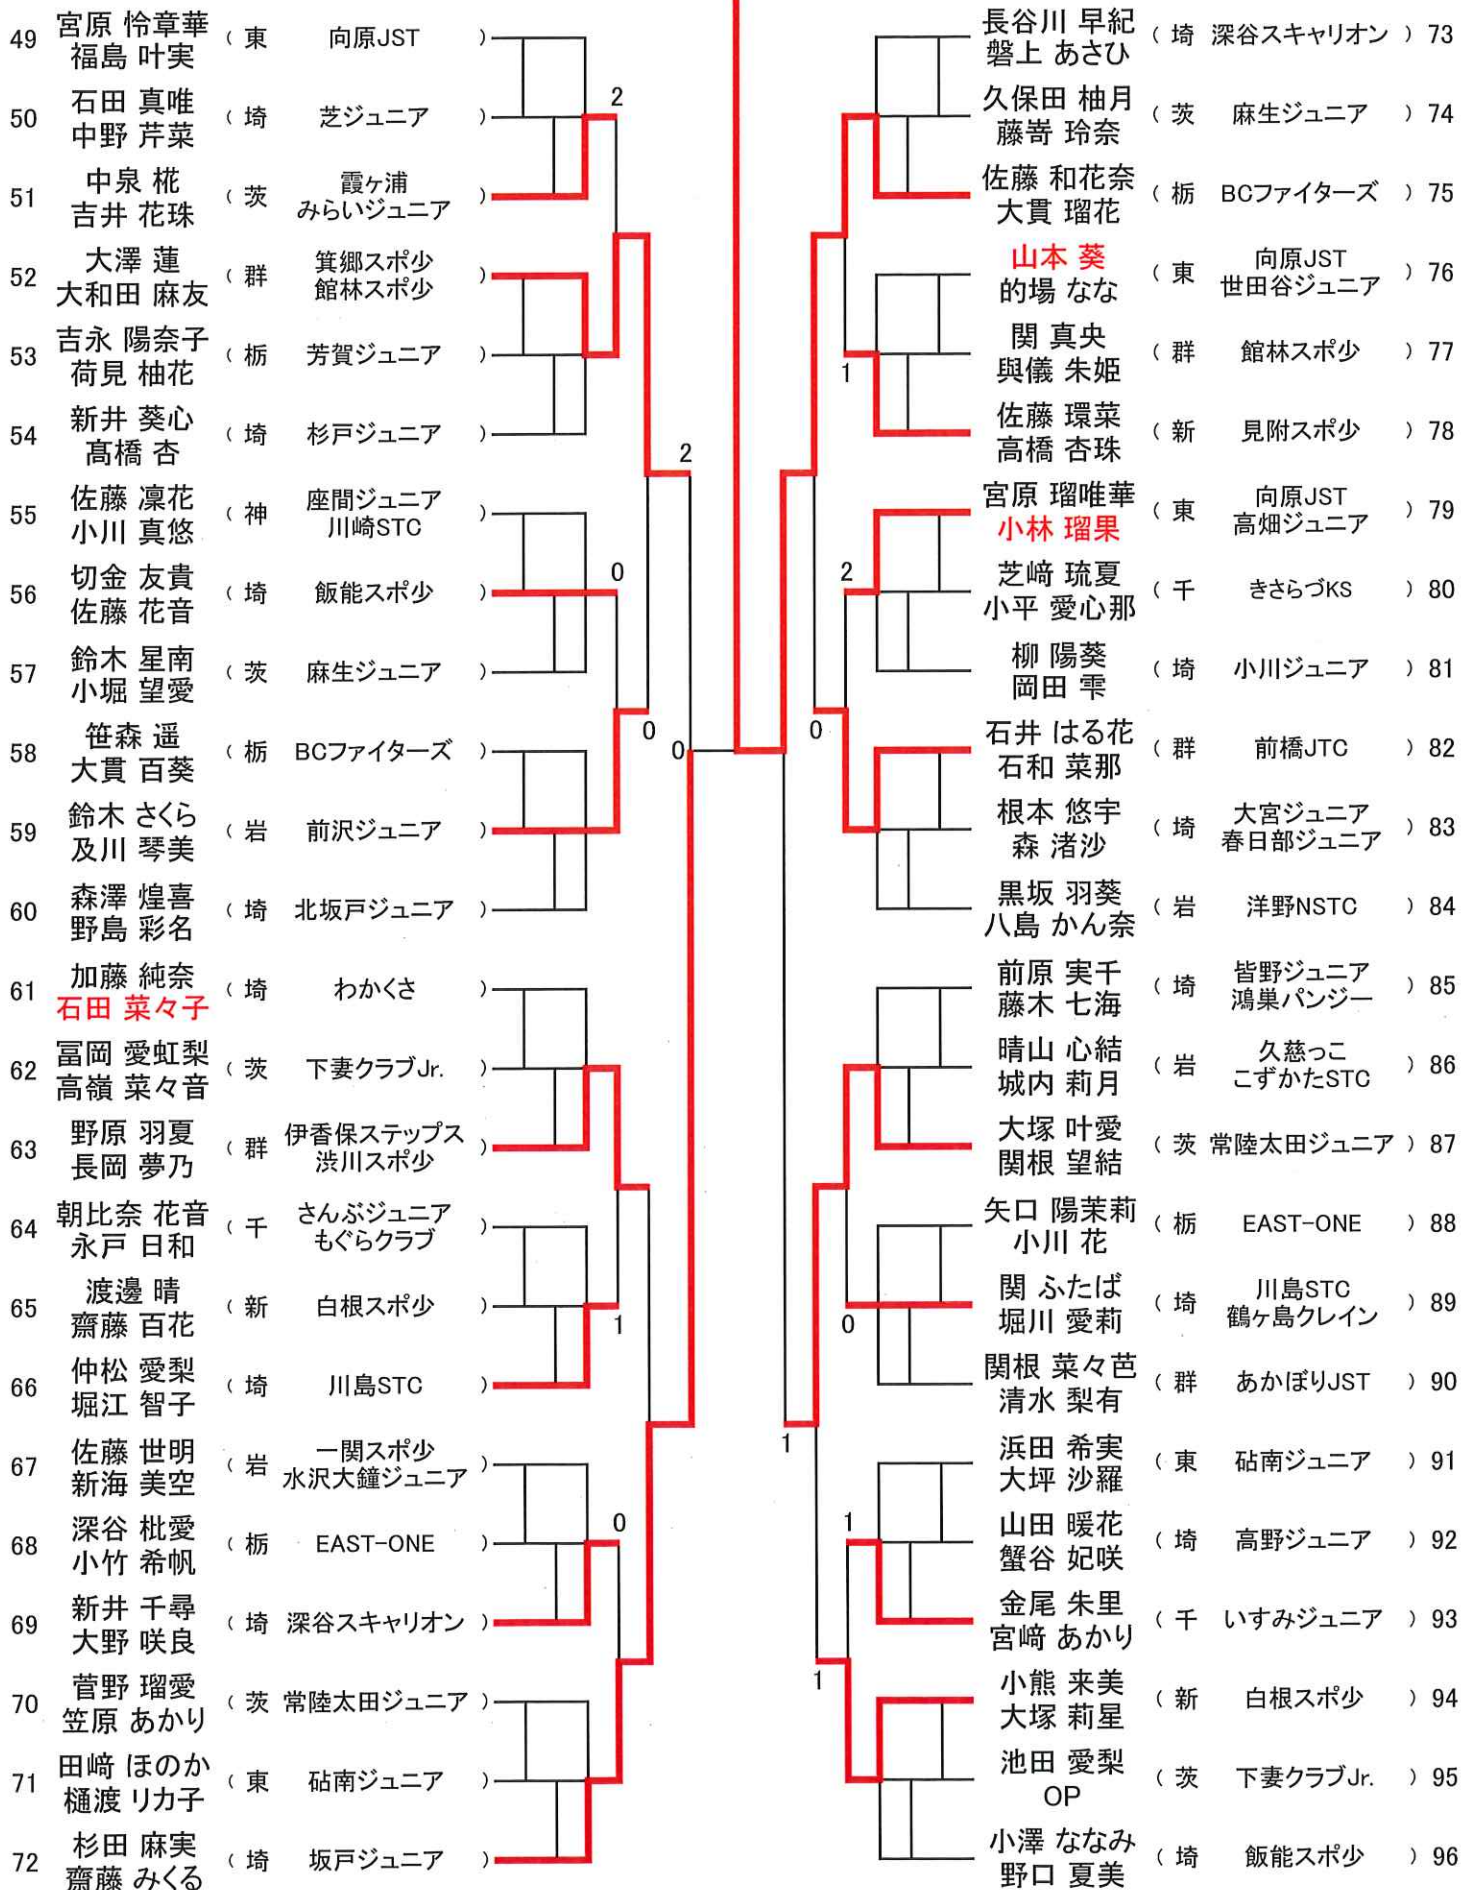 49 宮原 怜章華 ( 東 向原JST )
福島 叶実
50 石田 真唯 ( 埼 芝ジュニア )
中野 芹菜
51 中泉 椛 ( 茨 霞ヶ浦 )
吉井 花珠 みらいジュニア
52 大澤 蓮 ( 群 箕郷スポ少 )
大和田 麻友 館林スポ少
53 吉永 陽奈子 ( 栃 芳賀ジュニア )
荷見 柚花
54 新井 葵心 ( 埼 杉戸ジュニア )
髙橋 杏
55 佐藤 凜花 ( 神 座間ジュニア )
小川 真悠 川崎STC
56 切金 友貴 ( 埼 飯能スポ少 )
佐藤 花音
57 鈴木 星南 ( 茨 麻生ジュニア )
小堀 望愛
58 笹森 遥 ( 栃 BCファイターズ )
大貫 百葵
59 鈴木 さくら ( 岩 前沢ジュニア )
及川 琴美
60 森澤 煌喜 ( 埼 北坂戸ジュニア )
野島 彩名
61 加藤 純奈 ( 埼 わかくさ )
石田 菜々子
62 冨岡 愛虹梨 ( 茨 下妻クラブJr. )
高嶺 菜々音
63 野原 羽夏 ( 群 伊香保ステップス )
長岡 夢乃 渋川スポ少
64 朝比奈 花音 ( 千 さんぶジュニア )
永戸 日和 もぐらクラブ
65 渡邊 晴 ( 新 白根スポ少 )
齋藤 百花
66 仲松 愛梨 ( 埼 川島STC )
堀江 智子
67 佐藤 世明 ( 岩 一関スポ少 )
新海 美空 水沢大鐘ジュニア
68 深谷 枇愛 ( 栃 EAST-ONE )
小竹 希帆
69 新井 千尋 ( 埼 深谷スキャリオン )
大野 咲良
70 菅野 瑠愛 ( 茨 常陸太田ジュニア )
笠原 あかり
71 田﨑 ほのか ( 東 砧南ジュニア )
樋渡 リカ子
72 杉田 麻実 ( 埼 坂戸ジュニア )
齋藤 みくる
2
2
0
0
0
1
0
1
2
0
0
1
1
1
長谷川 早紀 ( 埼 深谷スキャリオン ) 73
磐上 あさひ
久保田 柚月 ( 茨 麻生ジュニア ) 74
藤嵜 玲奈
佐藤 和花奈 ( 栃 BCファイターズ ) 75
大貫 瑠花
山本 葵 ( 東 向原JST ) 76
的場 なな 世田谷ジュニア
関 真央 ( 群 館林スポ少 ) 77
與儀 朱姫
佐藤 環菜 ( 新 見附スポ少 ) 78
高橋 杏珠
宮原 瑠唯華 ( 東 向原JST ) 79
小林 瑠果 高畑ジュニア
芝﨑 琉夏 ( 千 きさらづKS ) 80
小平 愛心那
柳 陽葵 ( 埼 小川ジュニア ) 81
岡田 雫
石井 はる花 ( 群 前橋JTC ) 82
石和 菜那
根本 悠宇 ( 埼 大宮ジュニア ) 83
森 渚沙 春日部ジュニア
黒坂 羽葵 ( 岩 洋野NSTC ) 84
八島 かん奈
前原 実千 ( 埼 皆野ジュニア ) 85
藤木 七海 鴻巣パンジー
晴山 心結 ( 岩 久慈っこ ) 86
城内 莉月 こずかたSTC
大塚 叶愛 ( 茨 常陸太田ジュニア ) 87
関根 望結
矢口 陽茉莉 ( 栃 EAST-ONE ) 88
小川 花
関 ふたば ( 埼 川島STC ) 89
堀川 愛莉 鶴ヶ島クレイン
関根 菜々芭 ( 群 あかぼりJST ) 90
清水 梨有
浜田 希実 ( 東 砧南ジュニア ) 91
大坪 沙羅
山田 暖花 ( 埼 高野ジュニア ) 92
蟹谷 妃咲
金尾 朱里 ( 千 いすみジュニア ) 93
宮﨑 あかり
小熊 来美 ( 新 白根スポ少 ) 94
大塚 莉星
池田 愛梨 ( 茨 下妻クラブJr. ) 95
OP
小澤 ななみ ( 埼 飯能スポ少 ) 96
野口 夏美